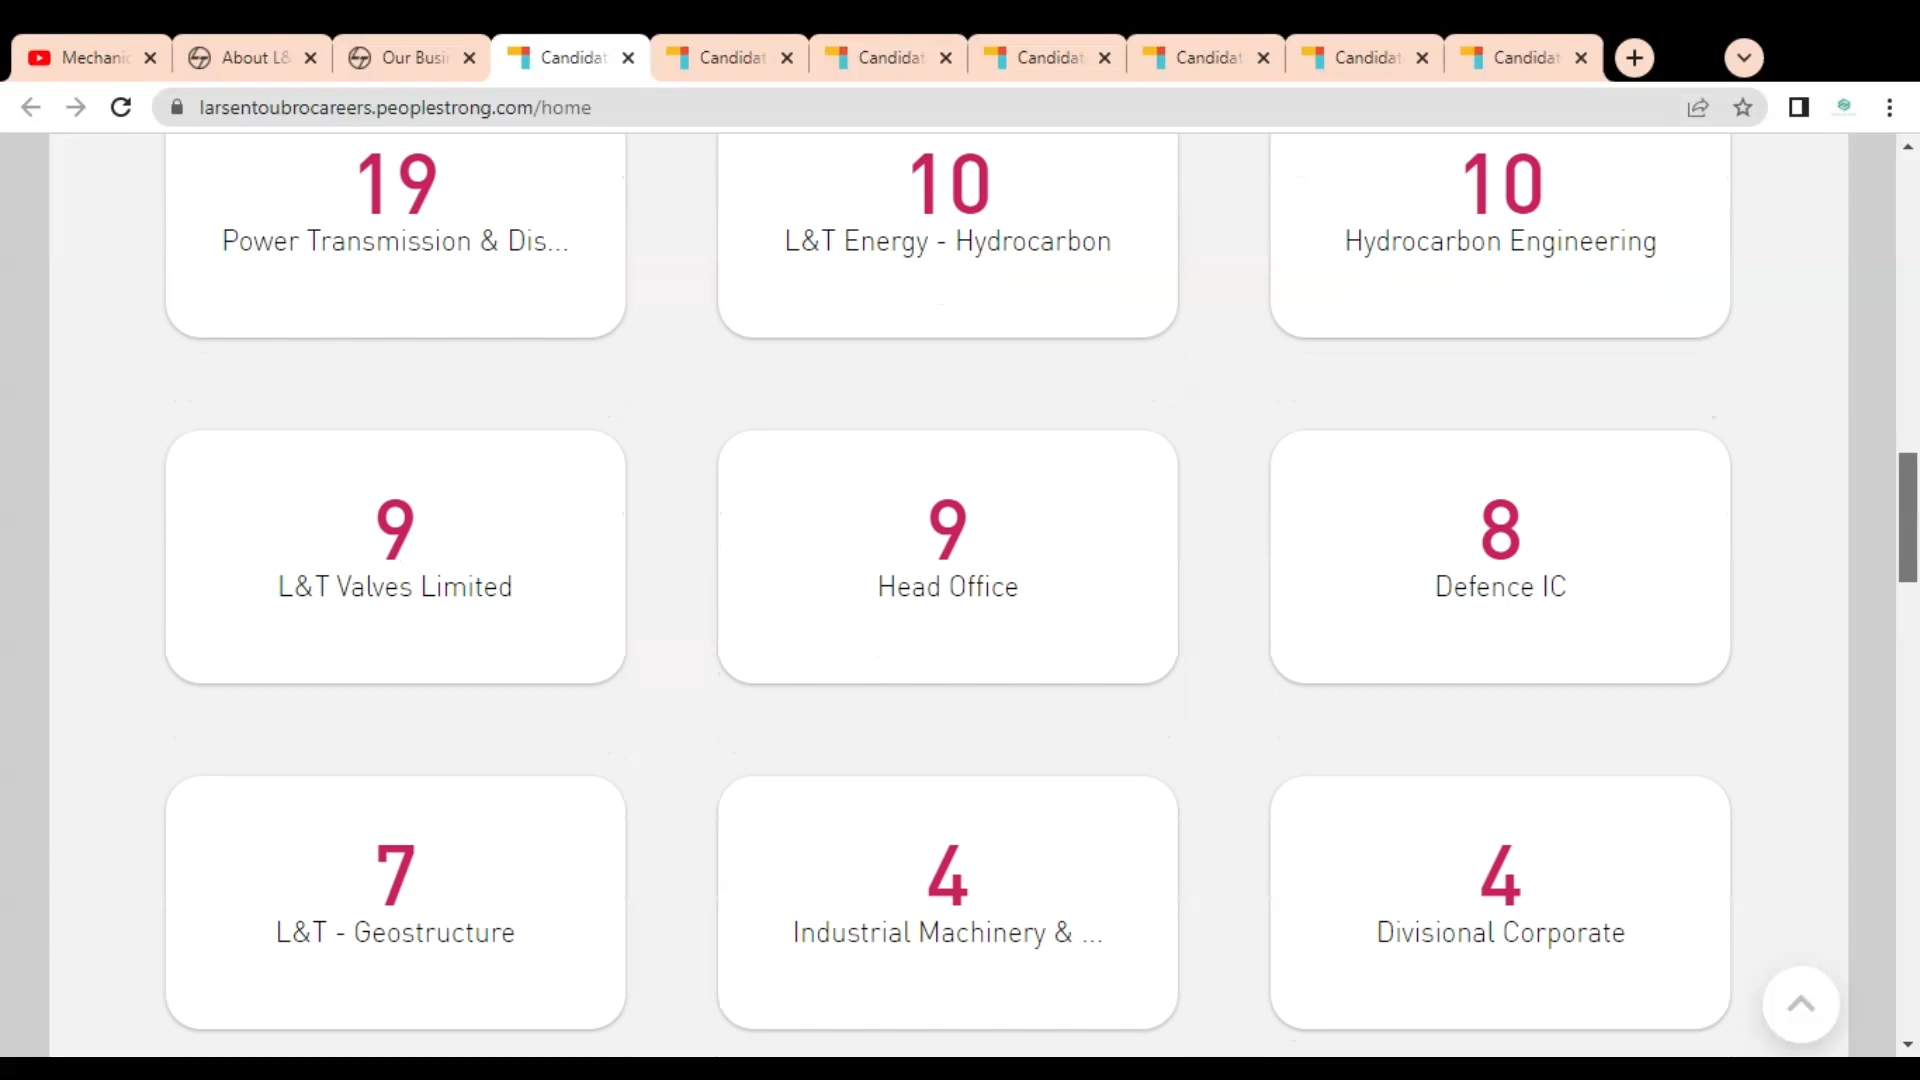 Mechani
About L&
Our Busi
Candidat
Candidat
Candidat
Candidat
Candidat
Candidat
Candidat
larsentoubrocareers.peoplestrong.com/home
19
Power Transmission & Dis...
10
L&T Energy - Hydrocarbon
10
Hydrocarbon Engineering
9
L&T Valves Limited
9
Head Office
8
Defence IC
7
L&T - Geostructure
4
Industrial Machinery & ...
4
Divisional Corporate